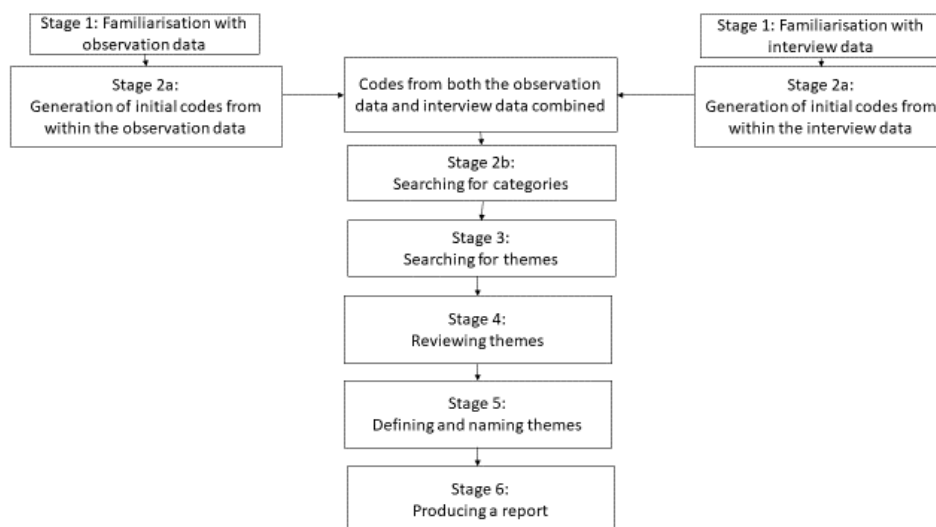 Stage 1: Familiarisation with
observation data
Stage 1: Familiarisation with
interview data
Stage 2a:
Generation of initial codes from
within the observation data
Codes from both the observation
data and interview data combined
Stage 2a:
Generation of initial codes from
within the interview data
Stage 2b:
Searching for categories
Stage 3:
Searching for themes
Stage 4:
Reviewing themes
Stage 5:
Defining and naming themes
Stage 6:
Producing a report